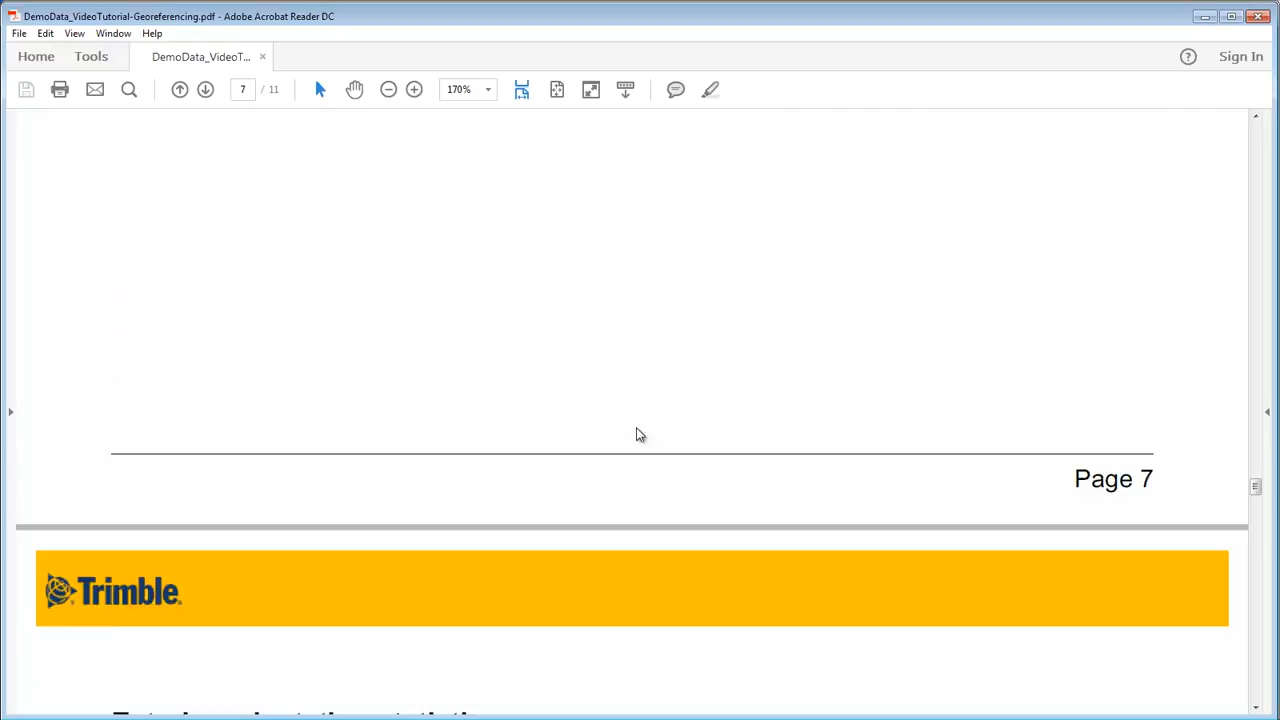 DemoData_VideoTutorial-Georeferencing.pdf - Adobe Acrobat Reader DC
File Edit View Window Help
Home Tools DemoData_VideoT...
Sign In
7 / 11 170%
Page 7
Trimble